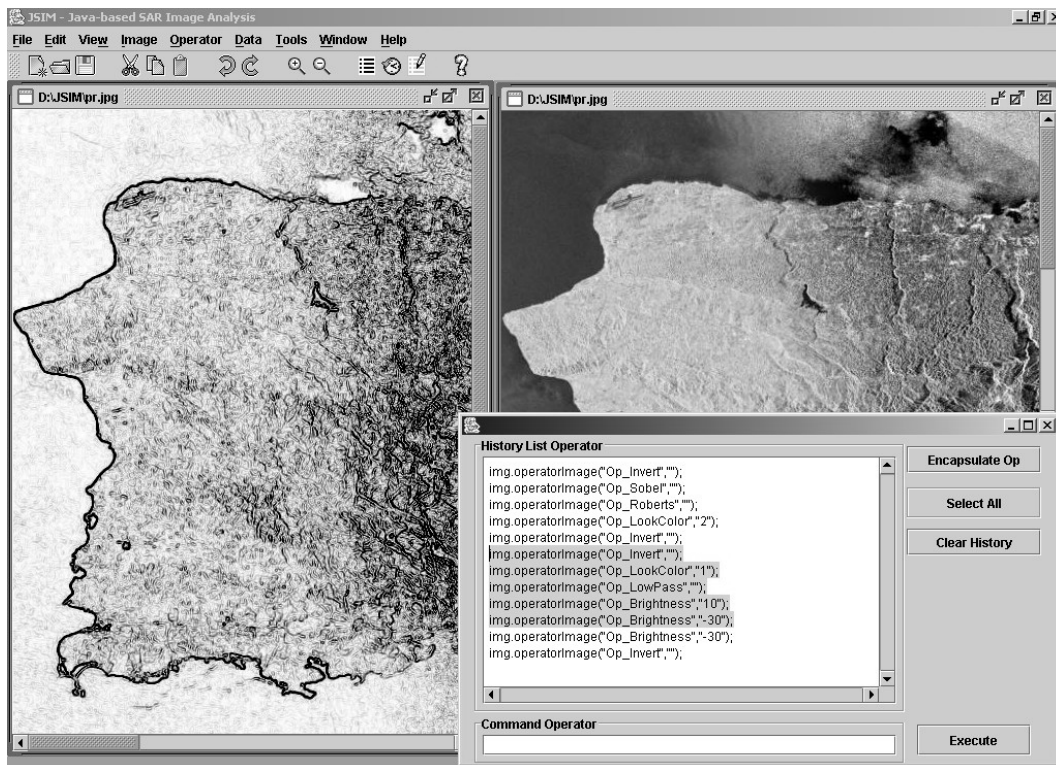 JSIM - Java-based SAR Image Analysis
File Edit View Image Operator Data Tools Window Help
D:\JSIM\pr.jpg
D:\JSIM\pr.jpg
History List Operator
img.operatorImage("Op_Invert","");
img.operatorImage("Op_Sobel","");
img.operatorImage("Op_Roberts","");
img.operatorImage("Op_LookColor","2");
img.operatorImage("Op_Invert","");
img.operatorImage("Op_Invert","");
img.operatorImage("Op_LookColor","1");
img.operatorImage("Op_LowPass","");
img.operatorImage("Op_Brightness","10");
img.operatorImage("Op_Brightness","-30");
img.operatorImage("Op_Brightness","-30");
img.operatorImage("Op_Invert","");
Encapsulate Op
Select All
Clear History
Command Operator
Execute